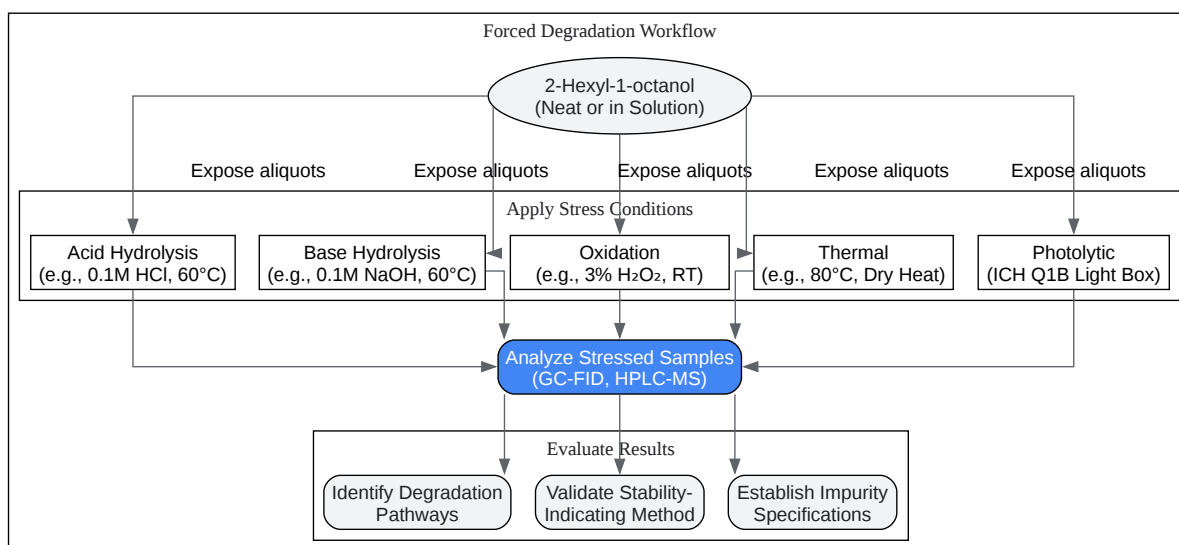 Forced Degradation Workflow
2-Hexyl-1-octanol
(Neat or in Solution)
Expose aliquots
Expose aliquots
Expose aliquots
Expose aliquots
Expose aliquots
Apply Stress Conditions
Acid Hydrolysis
(e.g., 0.1M HCl, 60°C)
Base Hydrolysis
(e.g., 0.1M NaOH, 60°C)
Oxidation
(e.g., 3% H₂O₂, RT)
Thermal
(e.g., 80°C, Dry Heat)
Photolytic
(ICH Q1B Light Box)
Analyze Stressed Samples
(GC-FID, HPLC-MS)
Evaluate Results
Identify Degradation
Pathways
Validate Stability-
Indicating Method
Establish Impurity
Specifications